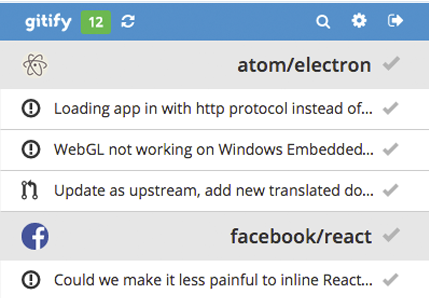 gitify 12
atom/electron
Loading app in with http protocol instead of...
WebGL not working on Windows Embedded...
Update as upstream, add new translated do...
facebook/react
Could we make it less painful to inline React...